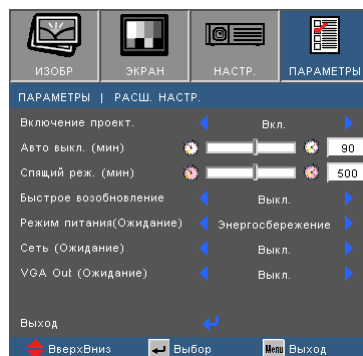 ИЗОБР
ЭКРАН
НАСТР.
ПАРАМЕТРЫ
ПАРАМЕТРЫ | РАСШ. НАСТР.
Включение проект. Вкл.
Авто выкл. (мин) 90
Спящий реж. (мин) 500
Быстрое возобновление Выкл.
Режим питания(Ожидание) Энергосбережение
Сеть (Ожидание) Выкл.
VGA Out (Ожидание) Выкл.
Выход
ВверхВниз Выбор Menu Выход